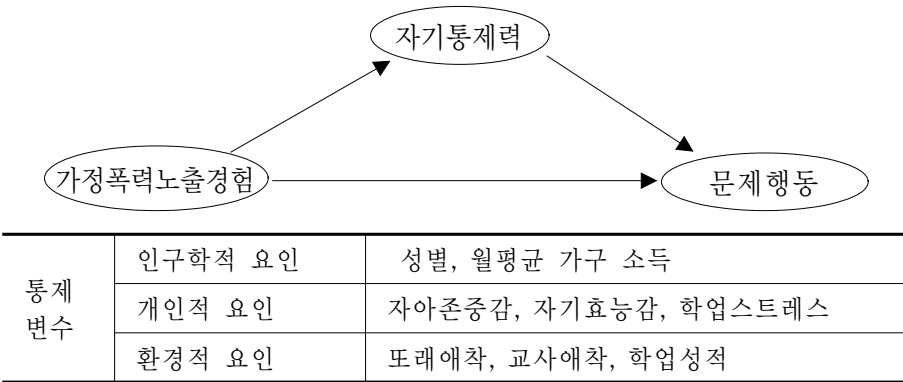 자기통제력
가정폭력노출경험
문제행동
통제
변수
인구학적 요인
성별, 월평균 가구 소득
개인적 요인
자아존중감, 자기효능감, 학업스트레스
환경적 요인
또래애착, 교사애착, 학업성적